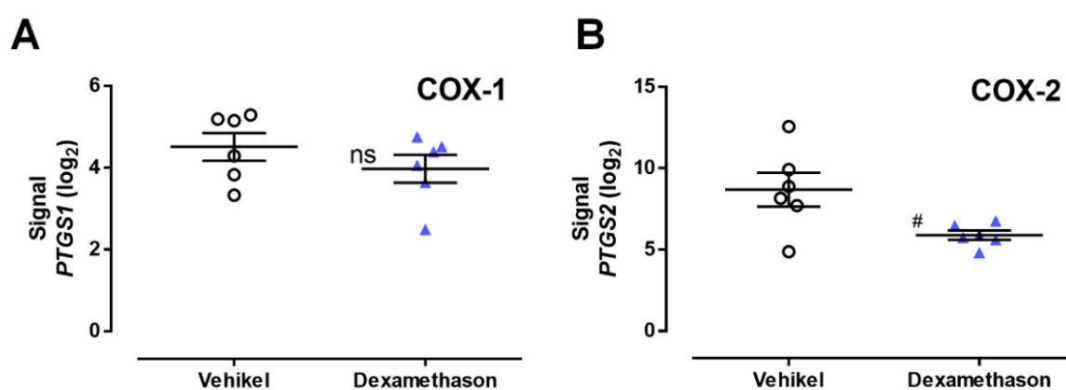 A
COX-1
Signal
PTGS1 (log₂)
6
4
2
0
ns
Vehikel
Dexamethason
B
COX-2
Signal
PTGS2 (log₂)
15
10
5
0
#
Vehikel
Dexamethason